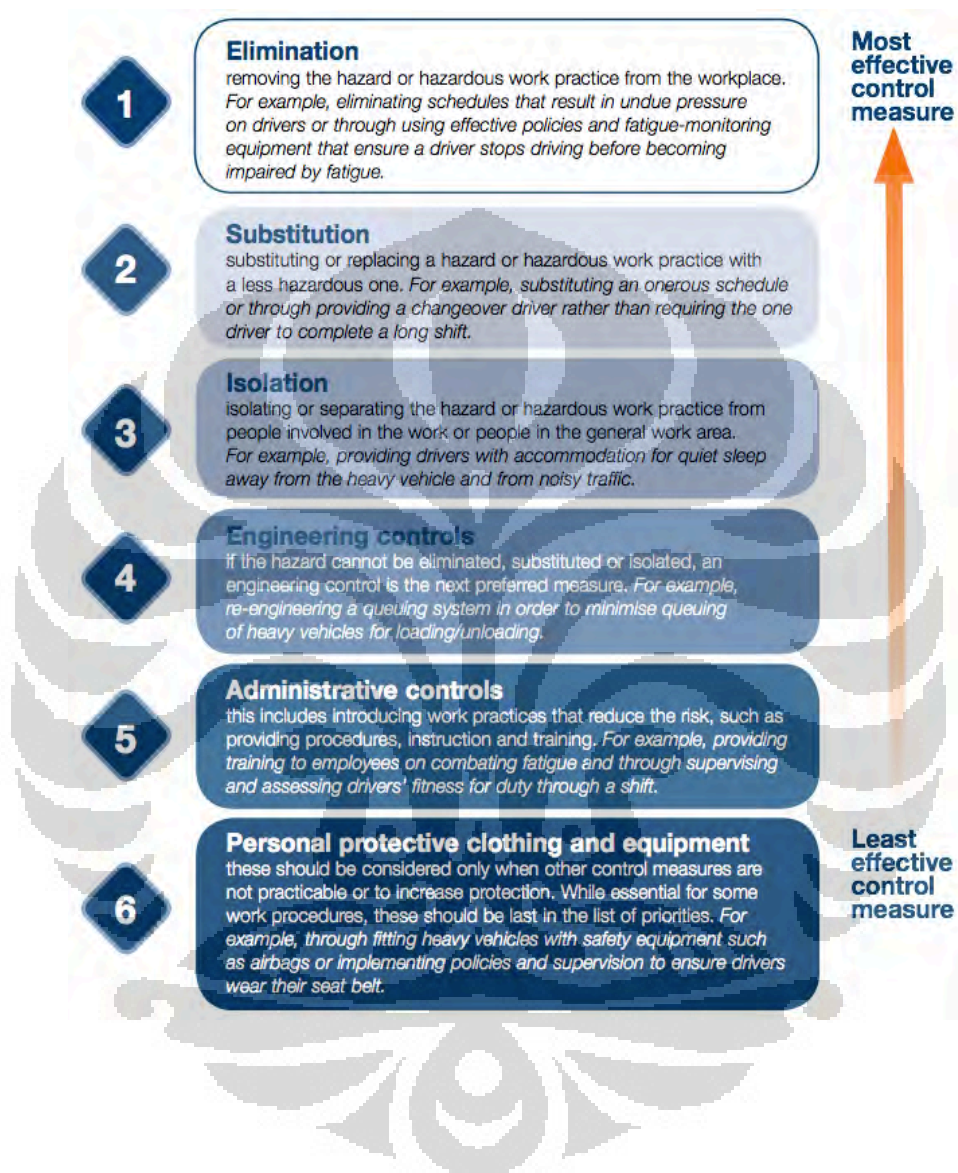 1
Elimination
removing the hazard or hazardous work practice from the workplace.
For example, eliminating schedules that result in undue pressure
on drivers or through using effective policies and fatigue-monitoring
equipment that ensure a driver stops driving before becoming
impaired by fatigue.
Most
effective
control
measure
2
Substitution
substituting or replacing a hazard or hazardous work practice with
a less hazardous one. For example, substituting an onerous schedule
or through providing a changeover driver rather than requiring the one
driver to complete a long shift.
3
Isolation
isolating or separating the hazard or hazardous work practice from
people involved in the work or people in the general work area.
For example, providing drivers with accommodation for quiet sleep
away from the heavy vehicle and from noisy traffic.
4
Engineering controls
if the hazard cannot be eliminated, substituted or isolated, an
engineering control is the next preferred measure. For example,
re-engineering a queuing system in order to minimise queuing
of heavy vehicles for loading/unloading.
5
Administrative controls
this includes introducing work practices that reduce the risk, such as
providing procedures, instruction and training. For example, providing
training to employees on combating fatigue and through supervising
and assessing drivers' fitness for duty through a shift.
6
Personal protective clothing and equipment
these should be considered only when other control measures are
not practicable or to increase protection. While essential for some
work procedures, these should be last in the list of priorities. For
example, through fitting heavy vehicles with safety equipment such
as airbags or implementing policies and supervision to ensure drivers
wear their seat belt.
Least
effective
control
measure